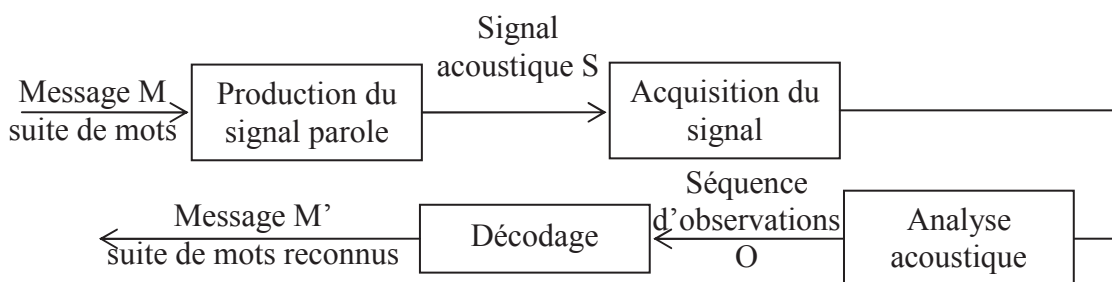 Message M
suite de mots
Production du
signal parole
Signal
acoustique S
Acquisition du
signal
Analyse
acoustique
Séquence
d’observations
O
Décodage
Message M’
suite de mots reconnus